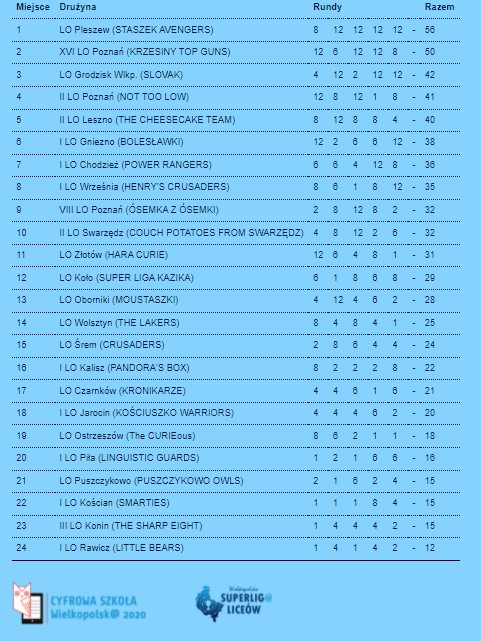 Miejsce Drużyna Rundy Razem
1 LO Pleszew (STASZEK AVENGERS) 8 12 12 12 12 - 56
2 XVI LO Poznań (KRZESINY TOP GUNS) 12 6 12 12 8 - 50
3 LO Grodzisk Wlkp. (SLOVAK) 4 12 2 12 12 - 42
4 II LO Poznań (NOT TOO LOW) 12 8 12 1 8 - 41
5 II LO Leszno (THE CHEESECAKE TEAM) 8 12 8 8 4 - 40
6 I LO Gniezno (BOLESŁAWKI) 12 2 6 6 12 - 38
7 I LO Chodzież (POWER RANGERS) 6 6 4 12 8 - 36
8 I LO Września (HENRY'S CRUSADERS) 8 6 1 8 12 - 35
9 VIII LO Poznań (ÓSEMKA Z ÓSEMKI) 2 8 12 8 2 - 32
10 II LO Swarzędz (COUCH POTATOES FROM SWARZĘDZ) 4 8 12 2 6 - 32
11 LO Złotów (HARA CURIE) 12 6 4 8 1 - 31
12 LO Koło (SUPER LIGA KAZIKA) 6 1 8 6 8 - 29
13 LO Oborniki (MOUSTASZKI) 4 12 4 6 2 - 28
14 LO Wolsztyn (THE LAKERS) 8 4 8 4 1 - 25
15 LO Śrem (CRUSADERS) 2 8 6 4 4 - 24
16 I LO Kalisz (PANDORA'S BOX) 8 2 2 2 8 - 22
17 LO Czarnków (KRONIKARZE) 4 4 6 1 6 - 21
18 I LO Jarocin (KOŚCIUSZKO WARRIORS) 4 4 4 6 2 - 20
19 LO Ostrzeszów (The CURIEous) 8 6 2 1 1 - 18
20 I LO Piła (LINGUISTIC GUARDS) 1 2 1 6 6 - 16
21 LO Puszczykowo (PUSZCZYKOWO OWLS) 2 1 6 2 4 - 15
22 I LO Kościan (SMARTIES) 1 1 1 8 4 - 15
23 III LO Konin (THE SHARP EIGHT) 1 4 4 4 2 - 15
24 I LO Rawicz (LITTLE BEARS) 1 4 1 4 2 - 12
CYFROWA SZKOŁA
Wielkopolsk@ 2020
Wielkopolska
SUPERLIG@
LICEÓW